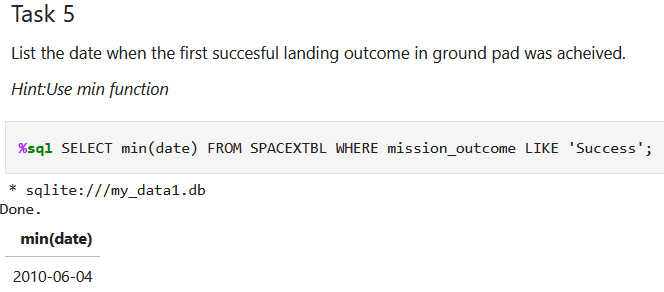 Task 5
List the date when the first succesful landing outcome in ground pad was acheived.
Hint:Use min function
%sql SELECT min(date) FROM SPACEXTBL WHERE mission_outcome LIKE 'Success';
* sqlite:///my_data1.db
Done.
min(date)
2010-06-04